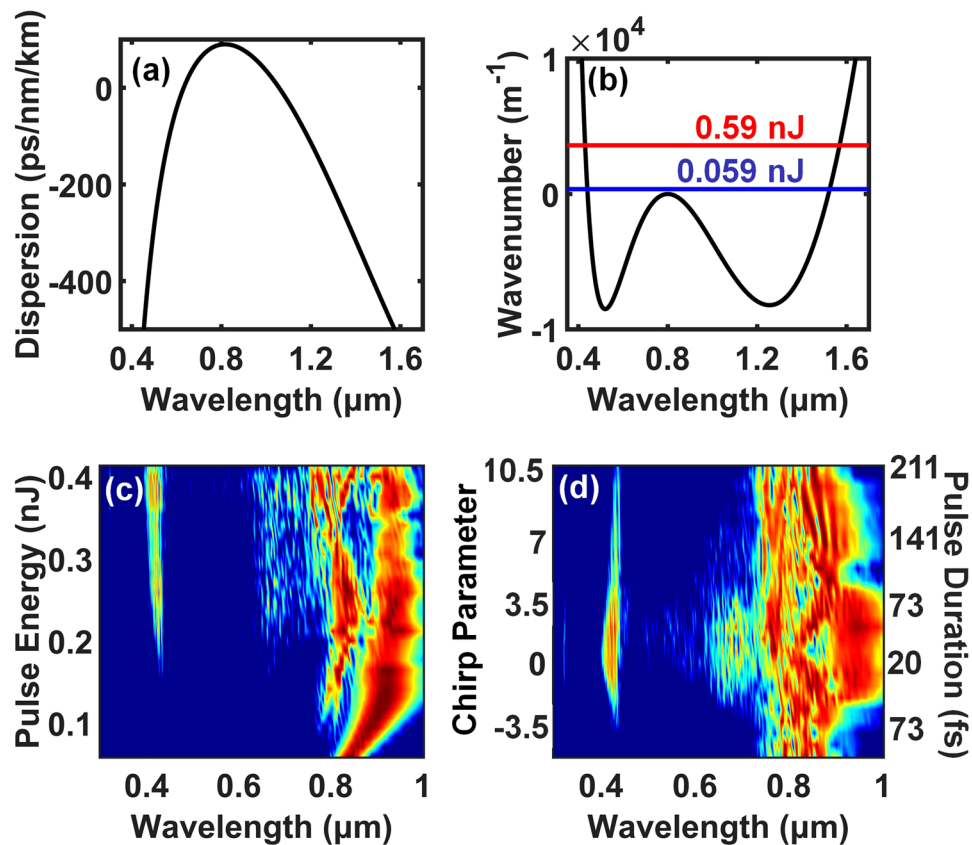 (a)
Dispersion (ps/nm/km)
0
-200
-400
0.4 0.8 1.2 1.6
Wavelength (µm)
×10⁴
(b)
Wavenumber (m⁻¹)
1
0
-1
0.59 nJ
0.059 nJ
0.4 0.8 1.2 1.6
Wavelength (µm)
(c)
Pulse Energy (nJ)
0.4
0.3
0.2
0.1
0.4 0.6 0.8 1
Wavelength (µm)
(d)
Chirp Parameter
10.5
7
3.5
0
-3.5
211
141
73
20
73
Pulse Duration (fs)
0.4 0.6 0.8 1
Wavelength (µm)